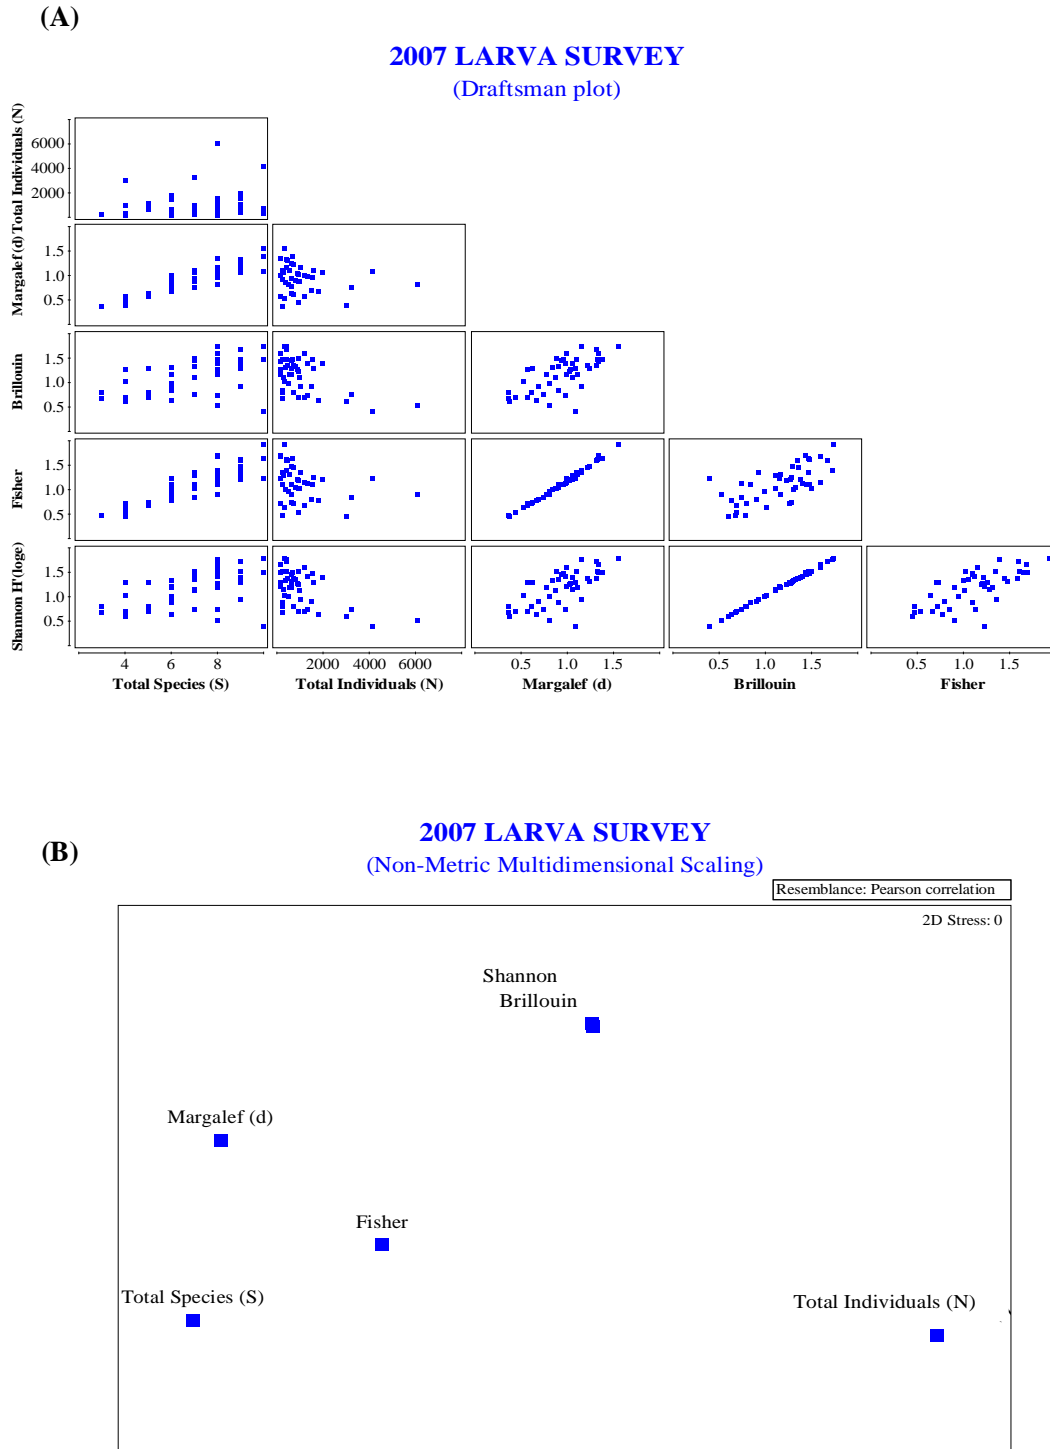 (A)
2007 LARVA SURVEY
(Draftsman plot)
Total Individuals (N)
6000
4000
2000
Margalef (d)
1.5
1.0
0.5
Brillouin
1.5
1.0
0.5
Fisher
1.5
1.0
0.5
Shannon H'(loge)
1.5
1.0
0.5
4 6 8 2000 4000 6000 0.5 1.0 1.5 0.5 1.0 1.5 0.5 1.0 1.5
Total Species (S) Total Individuals (N) Margalef (d) Brillouin Fisher
(B)
2007 LARVA SURVEY
(Non-Metric Multidimensional Scaling)
Resemblance: Pearson correlation
2D Stress: 0
Shannon
Brillouin
Margalef (d)
Fisher
Total Species (S)
Total Individuals (N)